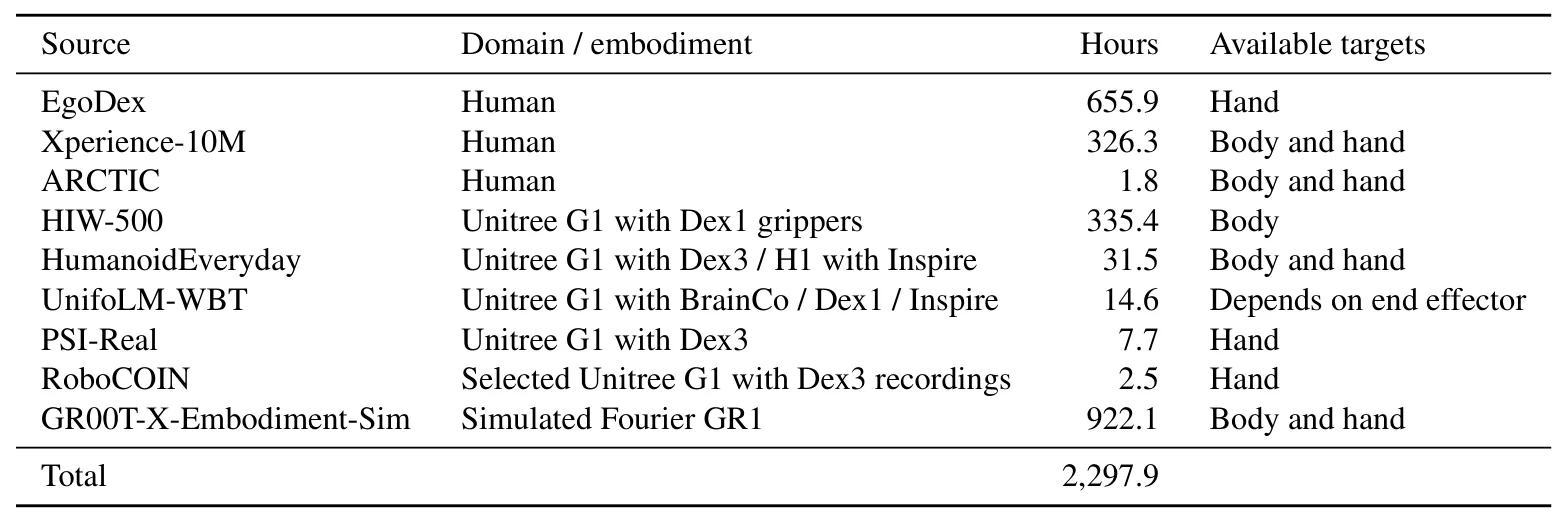 Source Domain / embodiment Hours Available targets
EgoDex Human 655.9 Hand
Xperience-10M Human 326.3 Body and hand
ARCTIC Human 1.8 Body and hand
HIW-500 Unitree G1 with Dex1 grippers 335.4 Body
HumanoidEveryday Unitree G1 with Dex3 / H1 with Inspire 31.5 Body and hand
UnifoLM-WBT Unitree G1 with BrainCo / Dex1 / Inspire 14.6 Depends on end effector
PSI-Real Unitree G1 with Dex3 7.7 Hand
RoboCOIN Selected Unitree G1 with Dex3 recordings 2.5 Hand
GR00T-X-Embodiment-Sim Simulated Fourier GR1 922.1 Body and hand
Total 2,297.9